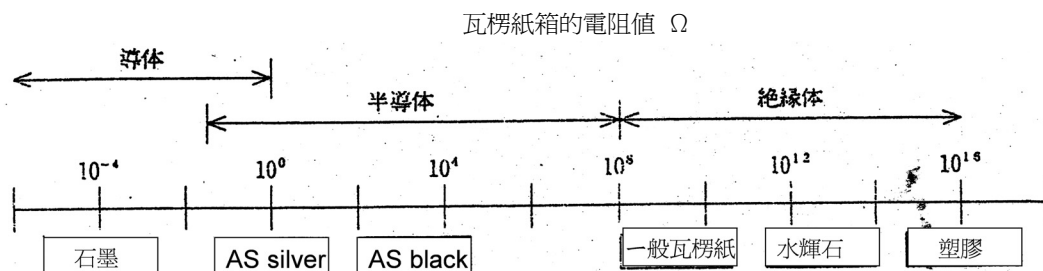 瓦楞紙箱的電阻値 Ω
導体
半導体
絶縁体
10⁻⁴ 10⁰ 10⁴ 10⁸ 10¹² 10¹⁶
石墨 AS silver AS black 一般瓦楞紙 水輝石 塑膠